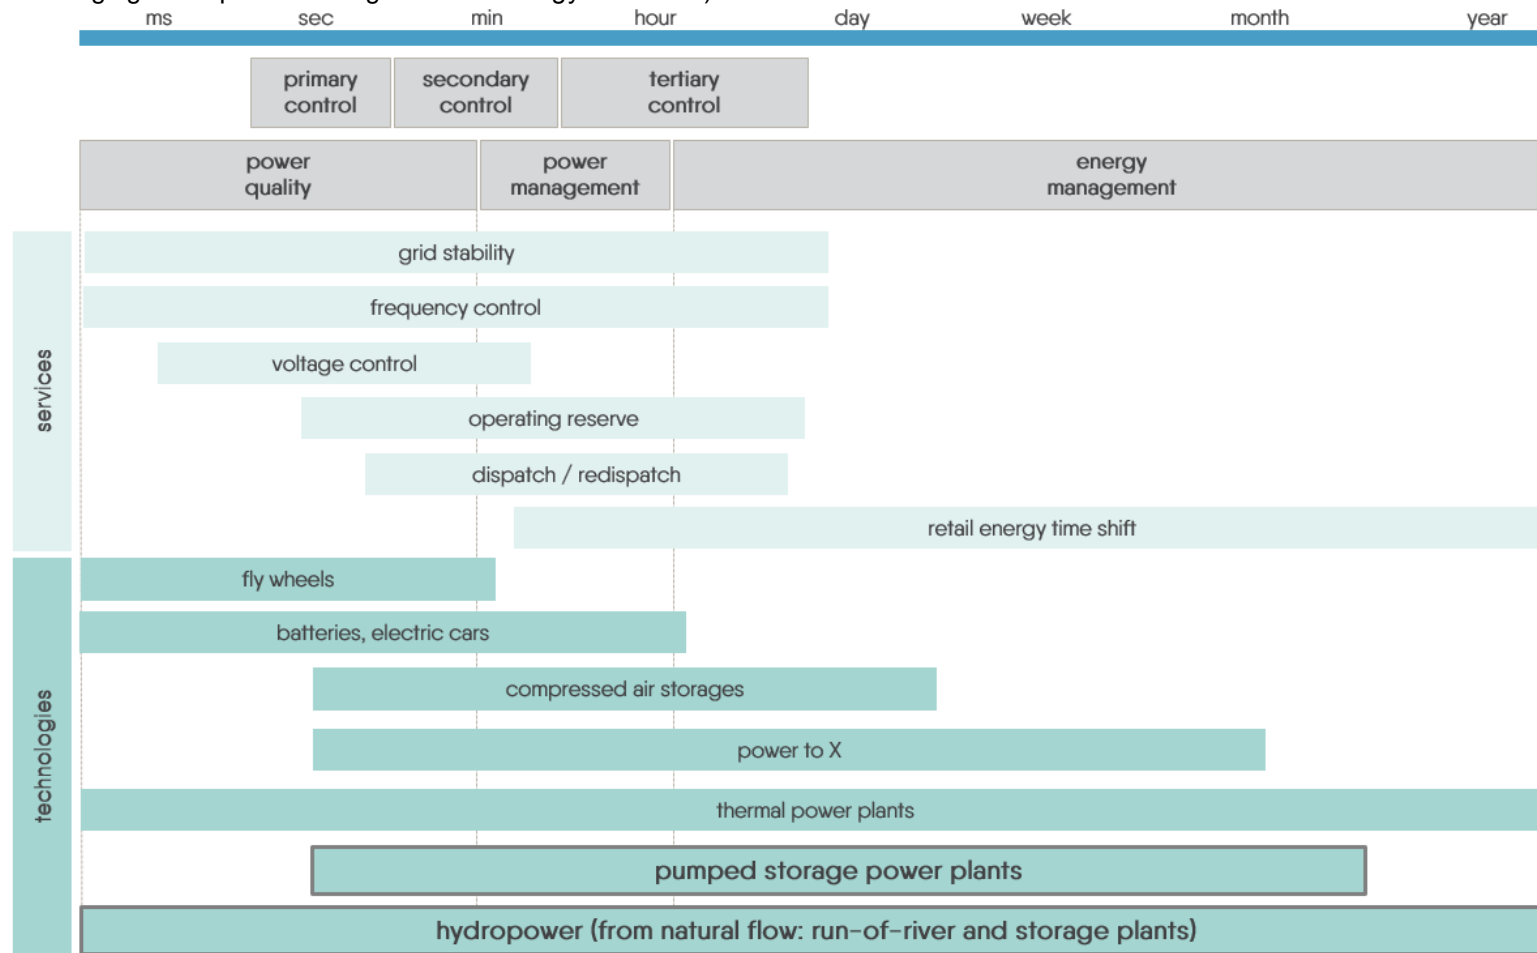 ms sec min hour day week month year
primary
control
secondary
control
tertiary
control
power
quality
power
management
energy
management
services
grid stability
frequency control
voltage control
operating reserve
dispatch / redispatch
retail energy time shift
technologies
fly wheels
batteries, electric cars
compressed air storages
power to X
thermal power plants
pumped storage power plants
hydropower (from natural flow: run-of-river and storage plants)